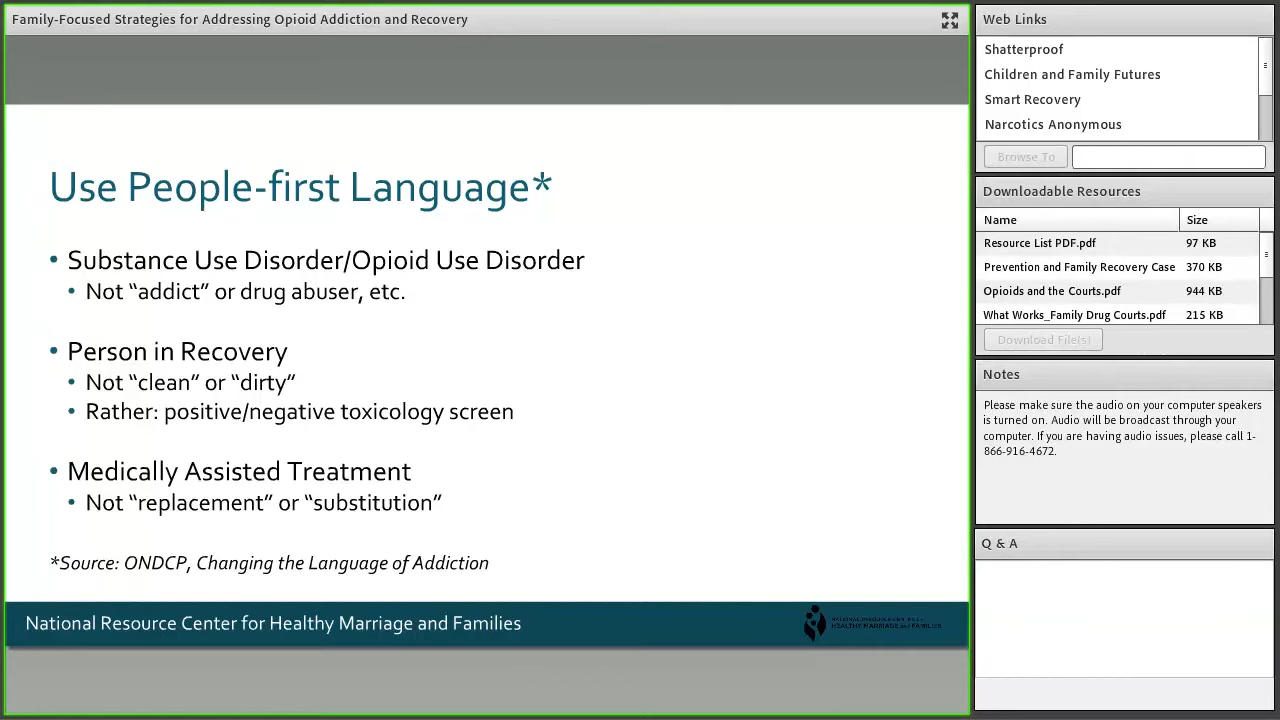 Family-Focused Strategies for Addressing Opioid Addiction and Recovery
Use People-first Language*
• Substance Use Disorder/Opioid Use Disorder
• Not “addict” or drug abuser, etc.
• Person in Recovery
• Not “clean” or “dirty”
• Rather: positive/negative toxicology screen
• Medically Assisted Treatment
• Not “replacement” or “substitution”
*Source: ONDCP, Changing the Language of Addiction
National Resource Center for Healthy Marriage and Families
HEALTHY MARRIAGE and FAMILIES
Web Links
Shatterproof
Children and Family Futures
Smart Recovery
Narcotics Anonymous
Browse To
Downloadable Resources
Name Size
Resource List PDF.pdf 97 KB
Prevention and Family Recovery Case 370 KB
Opioids and the Courts.pdf 944 KB
What Works_Family Drug Courts.pdf 215 KB
Download File(s)
Notes
Please make sure the audio on your computer speakers
is turned on. Audio will be broadcast through your
computer. If you are having audio issues, please call 1-
866-916-4672.
Q & A